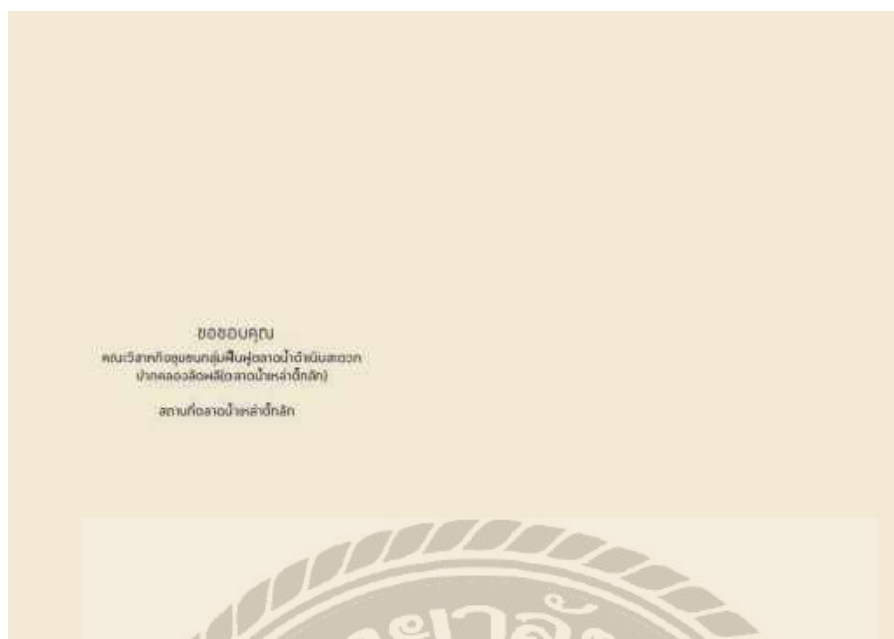 ขอขอบคุณ
คณะวิสาหกิจชุมชนกลุ่มฟื้นฟูตลาดน้ำดำเนินสะดวก
ปากคลองลัดพลี(ตลาดน้ำเหล่าตั๊กลัก)
สถานที่ตลาดน้ำเหล่าตั๊กลัก